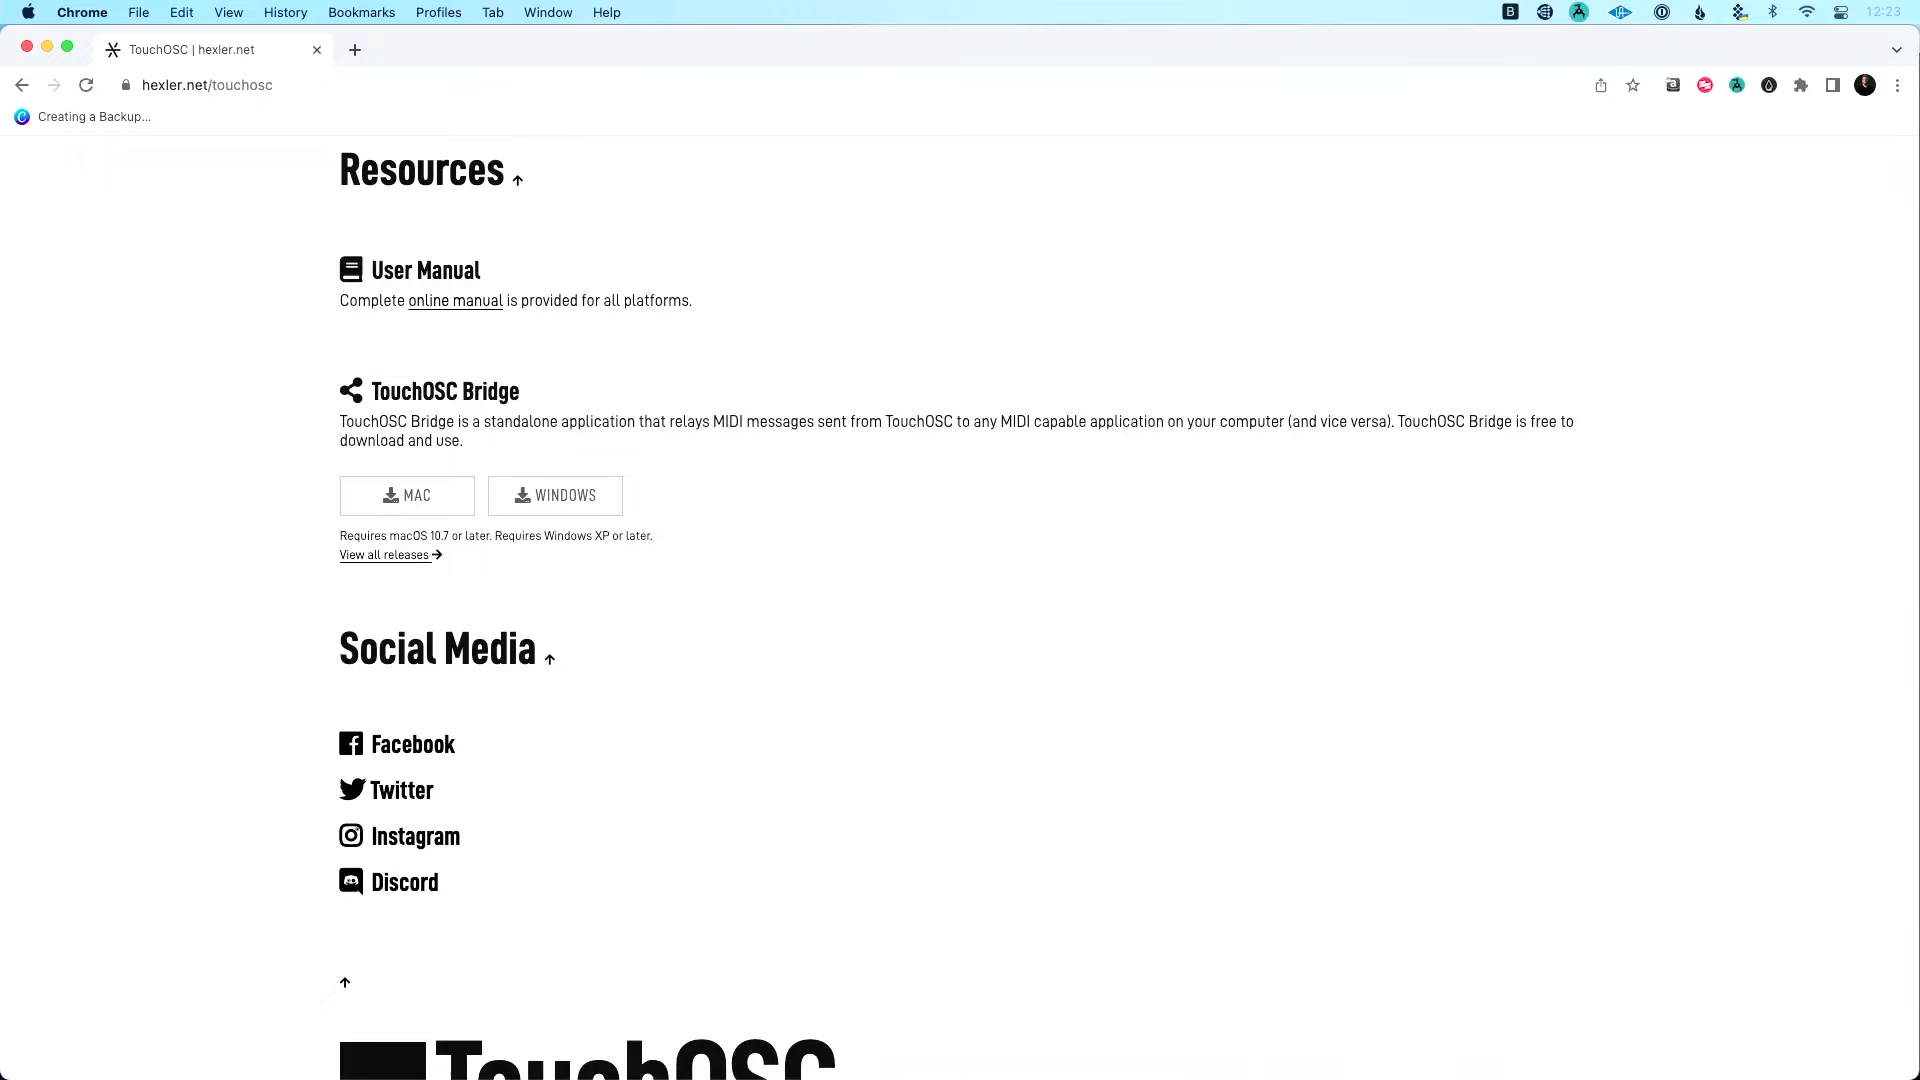 Chrome File Edit View History Bookmarks Profiles Tab Window Help
12:23
TouchOSC | hexler.net
hexler.net/touchosc
Creating a Backup...
Resources
User Manual
Complete online manual is provided for all platforms.
TouchOSC Bridge
TouchOSC Bridge is a standalone application that relays MIDI messages sent from TouchOSC to any MIDI capable application on your computer (and vice versa). TouchOSC Bridge is free to
download and use.
MAC WINDOWS
Requires macOS 10.7 or later. Requires Windows XP or later.
View all releases
Social Media
Facebook
Twitter
Instagram
Discord
TouchOSC